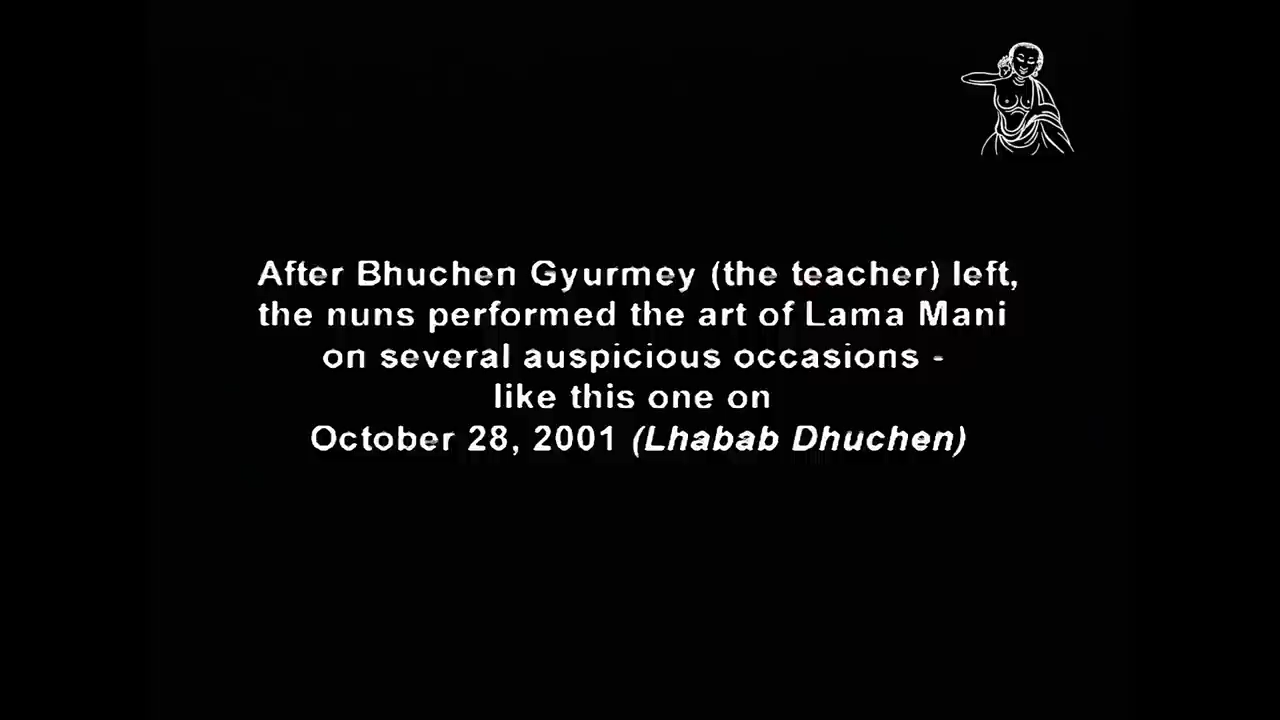 After Bhuchen Gyurmey (the teacher) left,
the nuns performed the art of Lama Mani
on several auspicious occasions -
like this one on
October 28, 2001 (Lhabab Dhuchen)